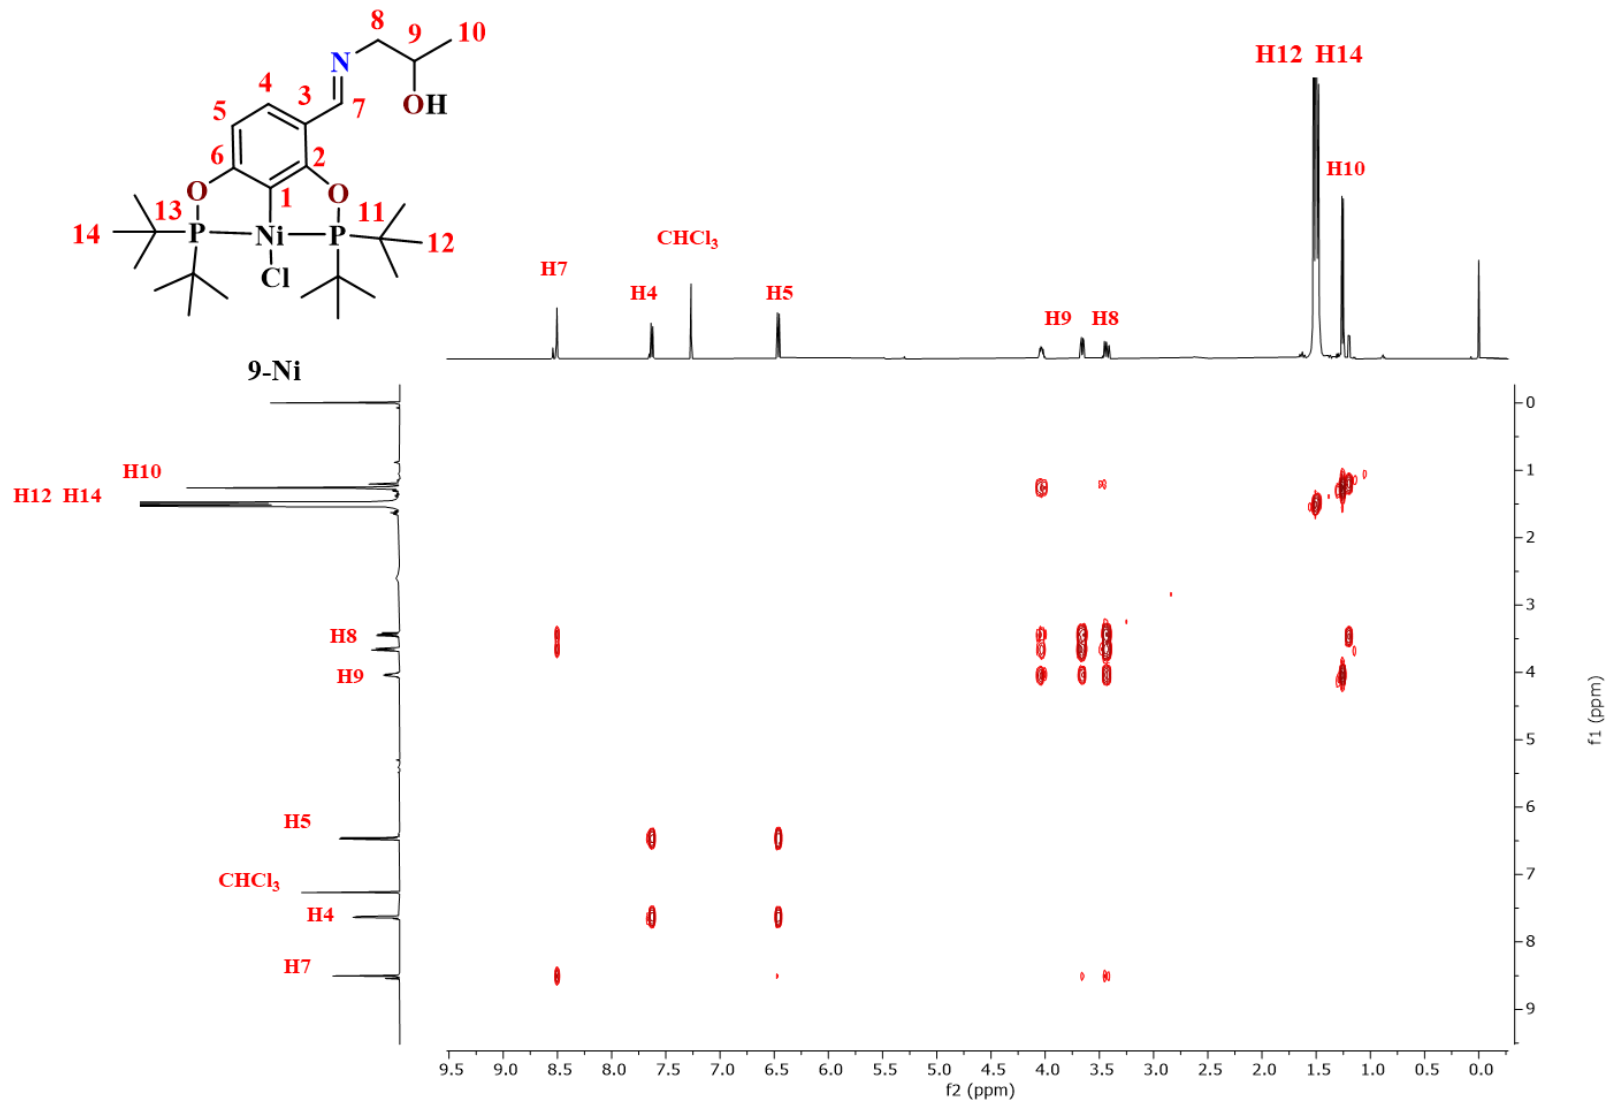 8
9
10
N
4
3
7
OH
5
6
2
O
O
1
13
11
14
P
Ni
P
12
Cl
9-Ni
H12 H14
H10
CHCl₃
H7
H4
H5
H9
H8
H10
H12 H14
H8
H9
H5
CHCl₃
H4
H7
0
1
2
3
4
5
6
7
8
9
f1 (ppm)
9.5 9.0 8.5 8.0 7.5 7.0 6.5 6.0 5.5 5.0 4.5 4.0 3.5 3.0 2.5 2.0 1.5 1.0 0.5 0.0
f2 (ppm)